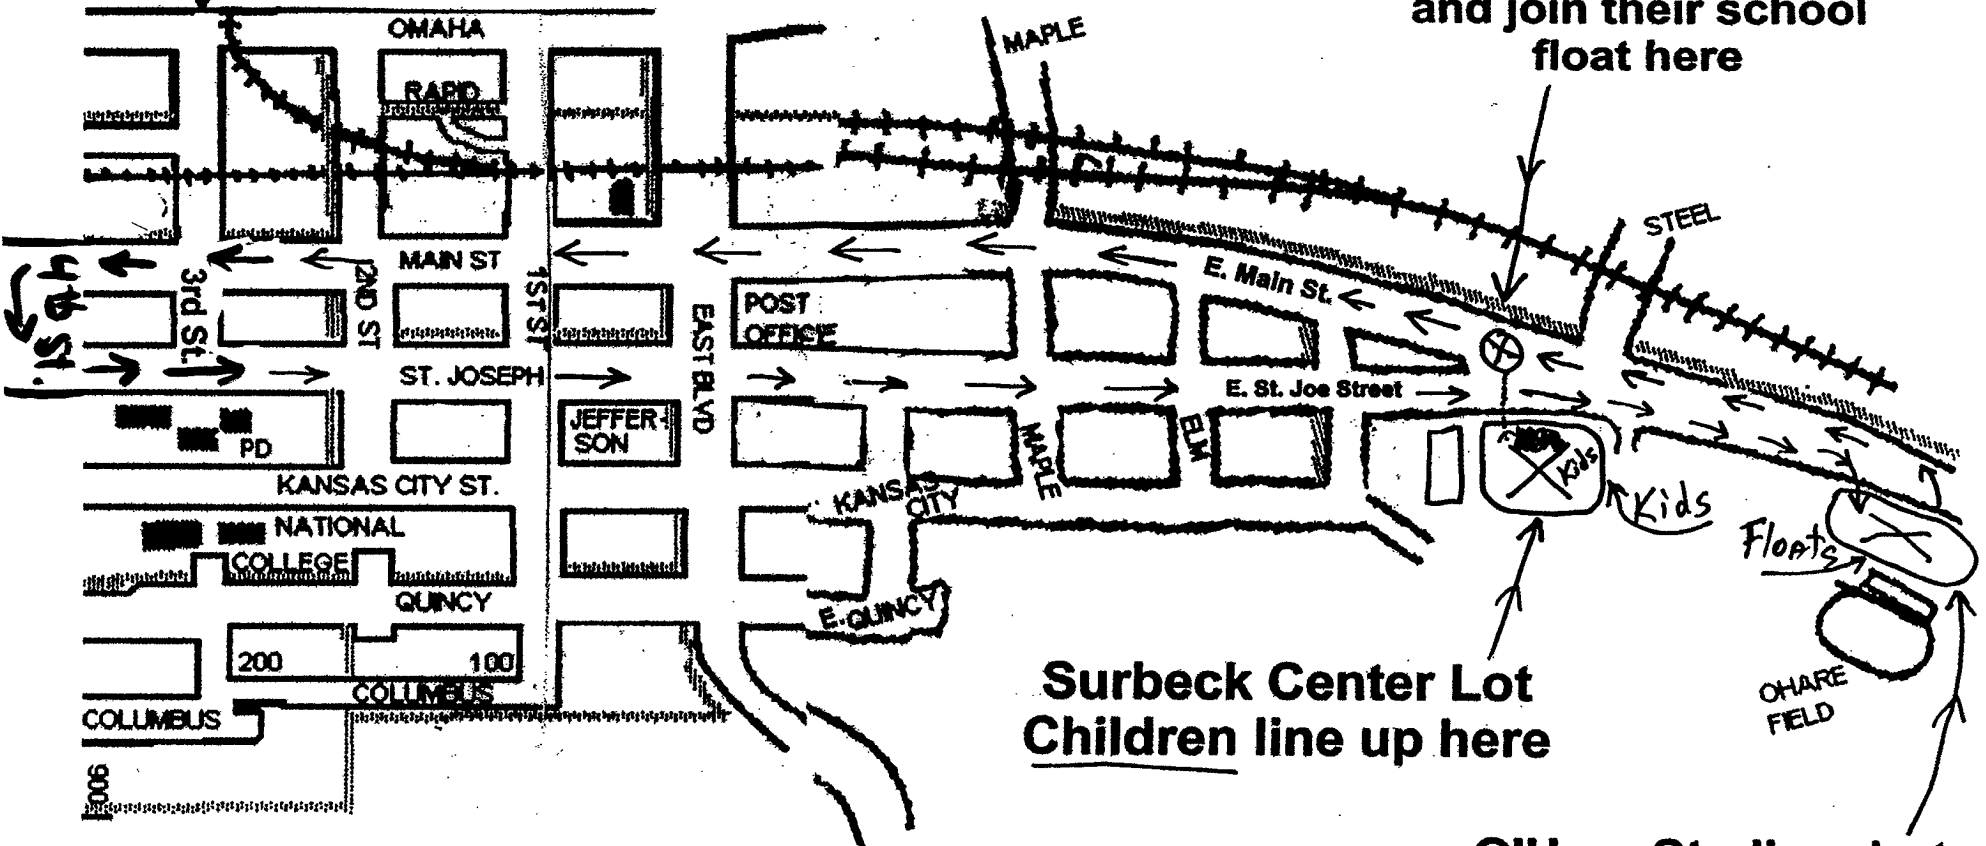 and join their school
float here
OMAHA
MAPLE
RAPID
STEEL
MAIN ST
E. Main St.
4th St.
3rd St.
2ND ST
1ST ST
EAST BLVD
POST
OFFICE
ST. JOSEPH
E. St. Joe Street
JEFFER-
SON
PD
MAPLE
ELM
Kids
Kids
KANSAS CITY ST.
KANSAS
CITY
NATIONAL
COLLEGE
Floats
QUINCY
E. QUINCY
200
100
COLUMBUS
COLUMBUS
Surbeck Center Lot
Children line up here
OHARE
FIELD
600